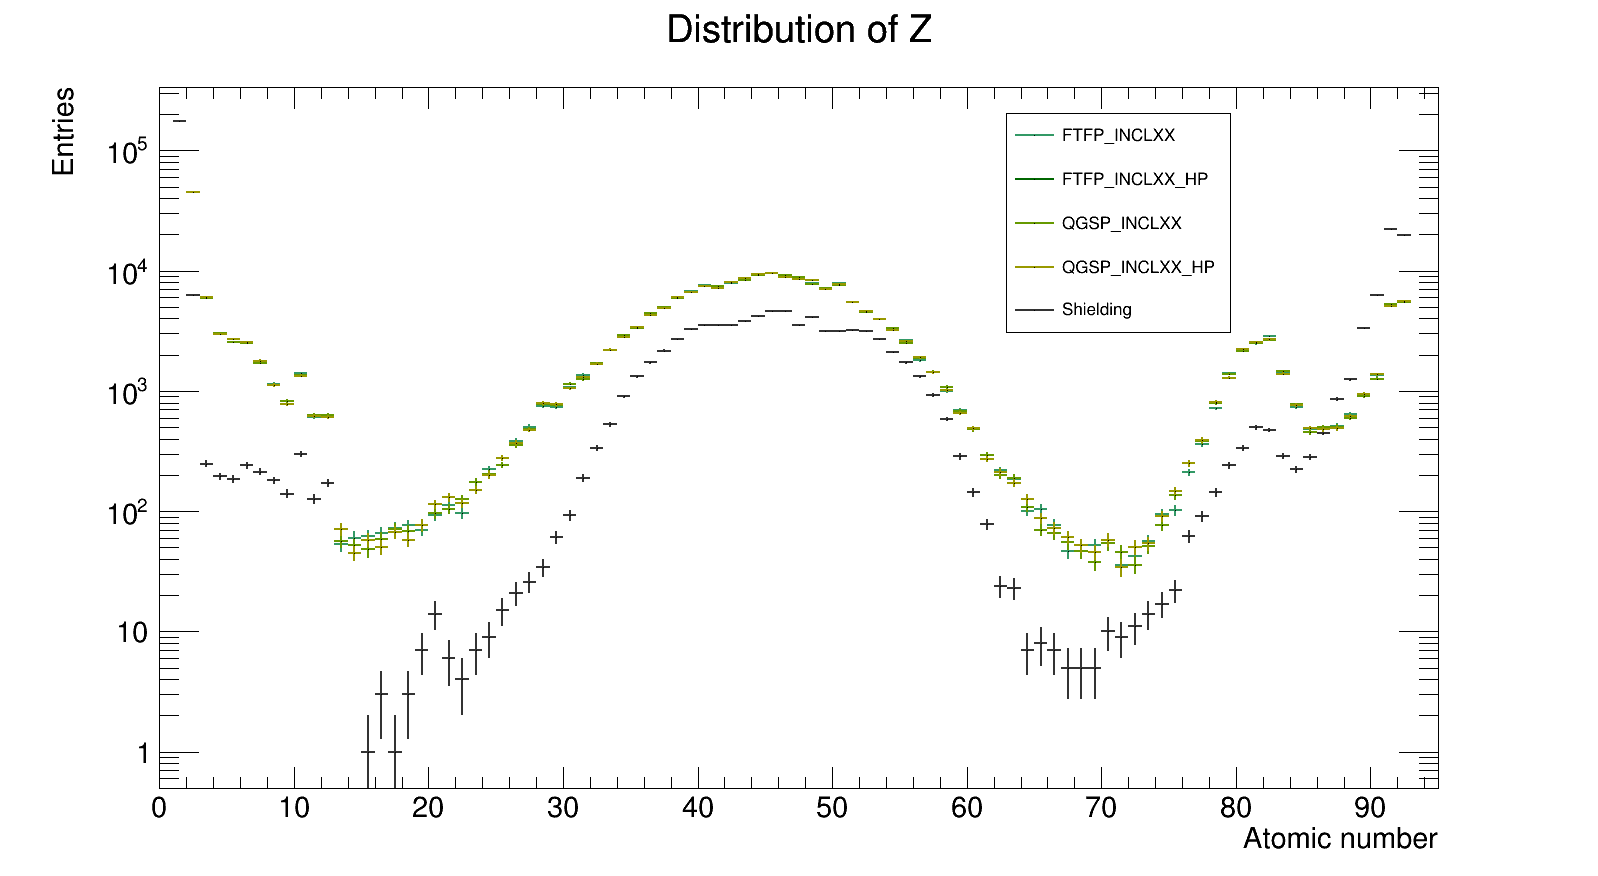 Distribution of Z
Entries
10^5
10^4
10^3
10^2
10
1
FTFP_INCLXX
FTFP_INCLXX_HP
QGSP_INCLXX
QGSP_INCLXX_HP
Shielding
0 10 20 30 40 50 60 70 80 90
Atomic number